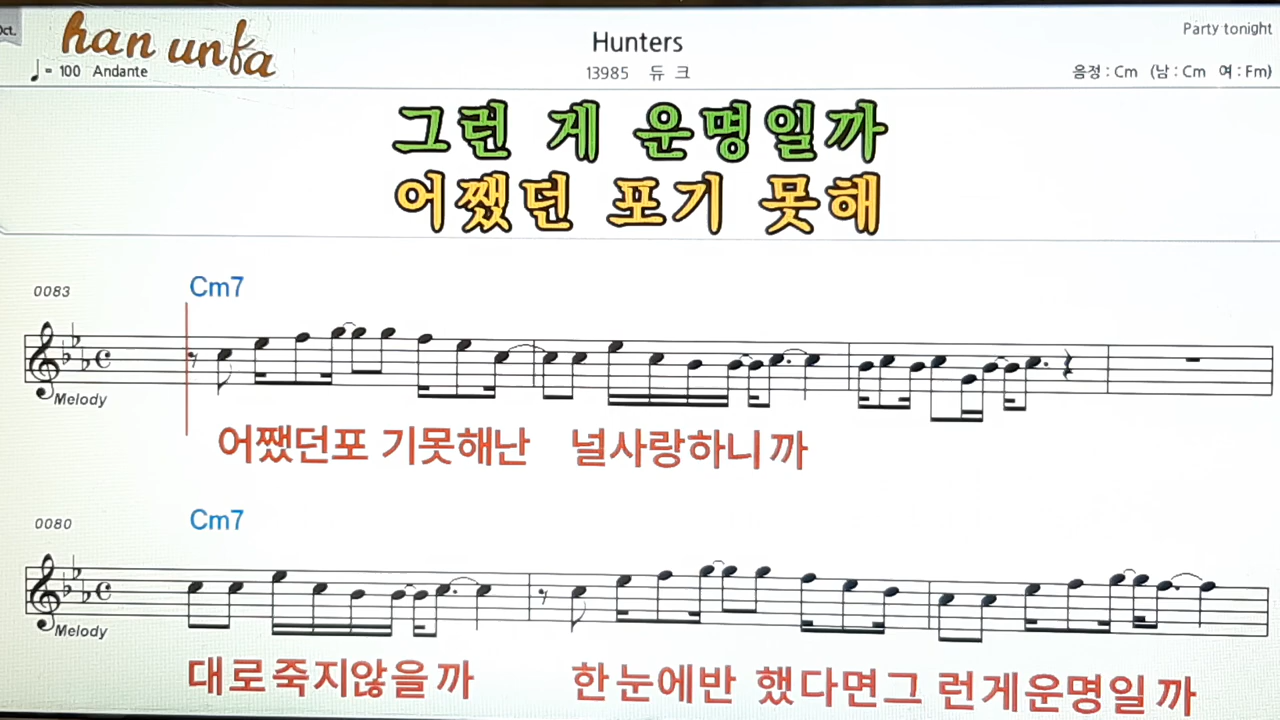 Oct.
han unfa
Hunters
Party tonight
♩= 100 Andante
13985 듀 크
음정 : Cm (남 : Cm 여 : Fm)
그런 게 운명일까
어쨌던 포기 못해
Cm7
0083
Melody
어쨌던포 기못해난 널사랑하니까
Cm7
0080
Melody
대로죽지않을까 한눈에반 했다면그 런게운명일까